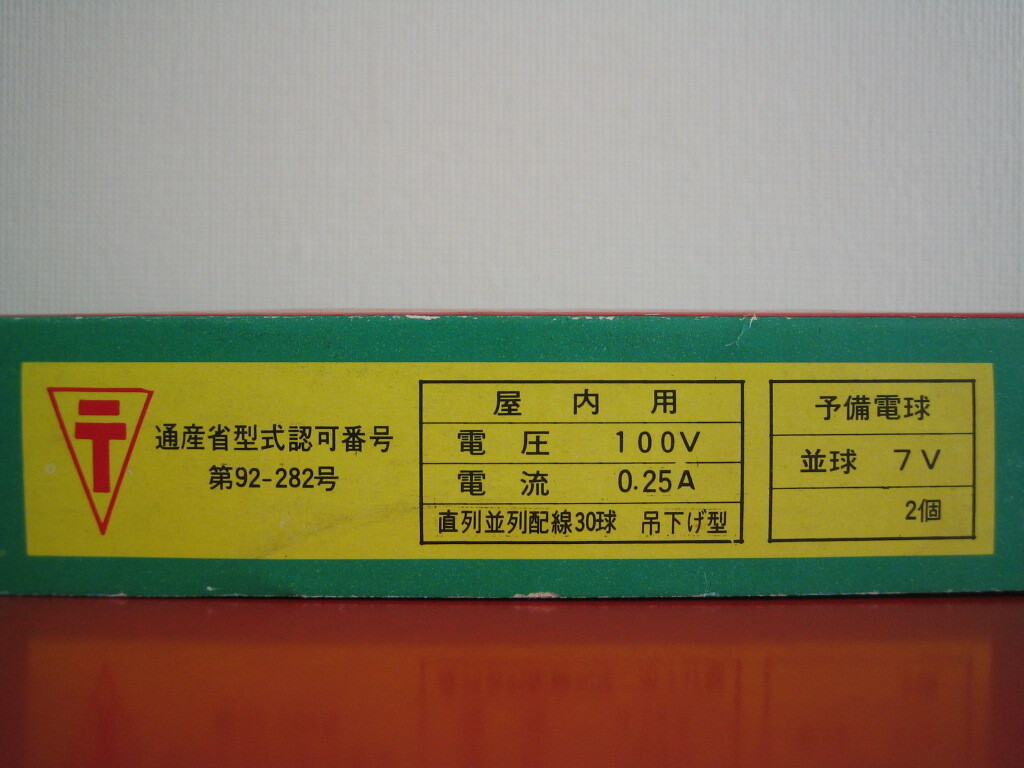 〒
通産省型式認可番号
第92-282号
屋内用
電圧 100V
電流 0.25A
直列並列配線30球 吊下げ型
予備電球
並球 7V
2個